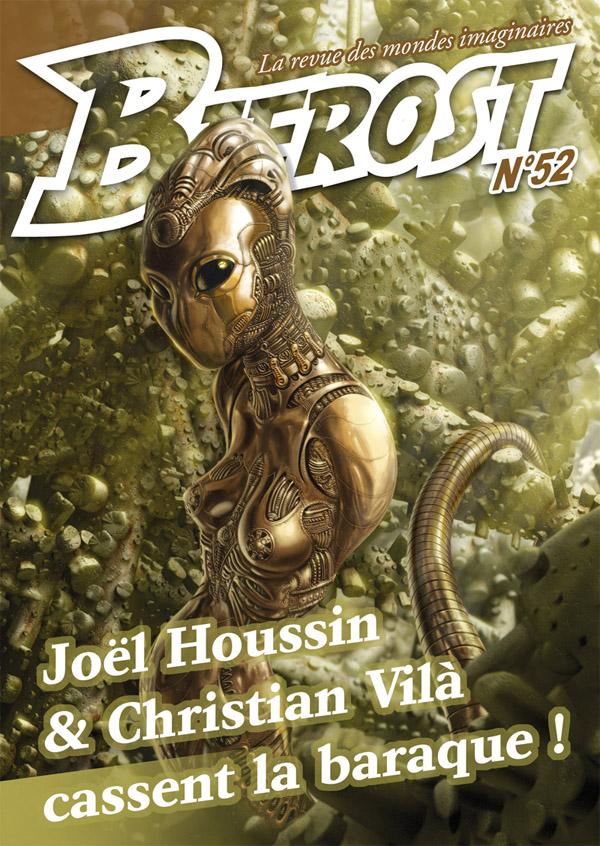 La revue des mondes imaginaires
BIFROST
N°52
Joël Houssin
& Christian Vilà
cassent la baraque !